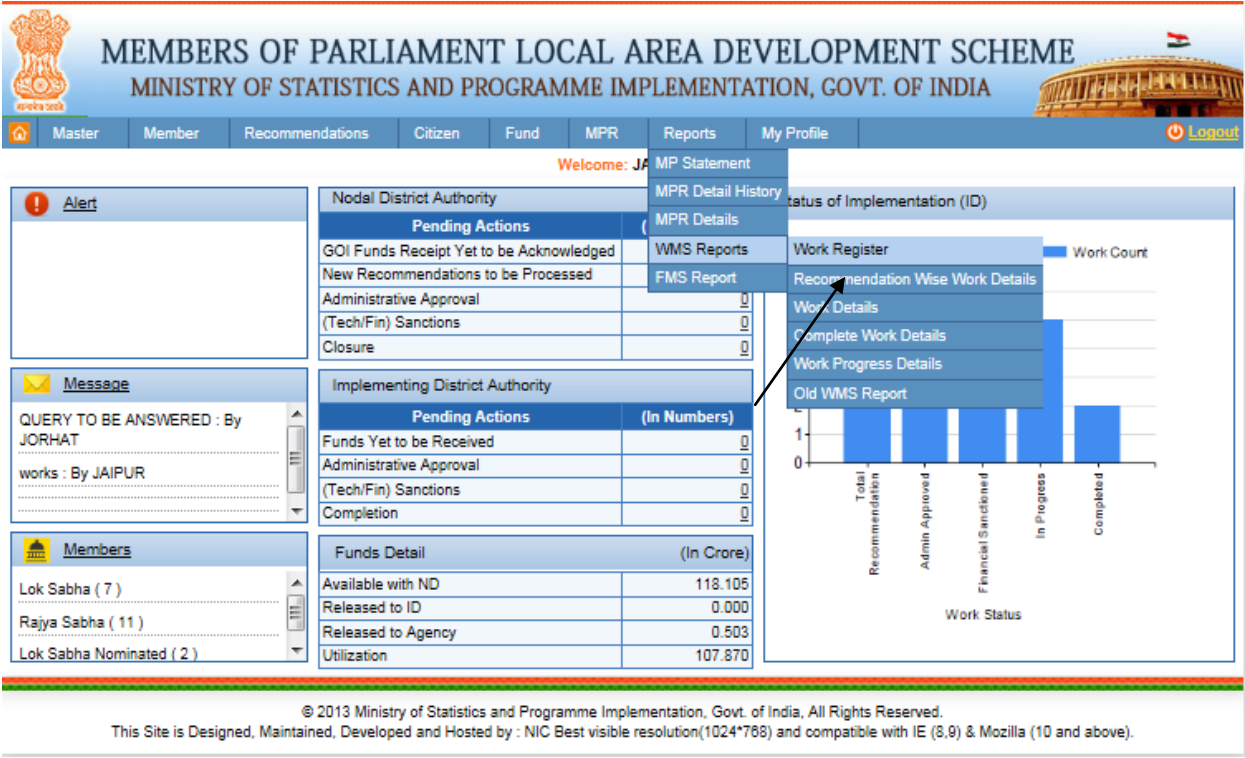 सत्यमेव जयते
MEMBERS OF PARLIAMENT LOCAL AREA DEVELOPMENT SCHEME
MINISTRY OF STATISTICS AND PROGRAMME IMPLEMENTATION, GOVT. OF INDIA
Master Member Recommendations Citizen Fund MPR Reports My Profile Logout
Welcome: JA
MP Statement
MPR Detail History
MPR Details
WMS Reports
FMS Report
Work Register
Recommendation Wise Work Details
Work Details
Complete Work Details
Work Progress Details
Old WMS Report
Alert
Message
QUERY TO BE ANSWERED : By
JORHAT
works : By JAIPUR
Members
Lok Sabha ( 7 )
Rajya Sabha ( 11 )
Lok Sabha Nominated ( 2 )
Nodal District Authority
Pending Actions (
GOI Funds Receipt Yet to be Acknowledged
New Recommendations to be Processed
Administrative Approval 0
(Tech/Fin) Sanctions 0
Closure 0
Implementing District Authority
Pending Actions (In Numbers)
Funds Yet to be Received 0
Administrative Approval 0
(Tech/Fin) Sanctions 0
Completion 0
Funds Detail (In Crore)
Available with ND 118.105
Released to ID 0.000
Released to Agency 0.503
Utilization 107.870
tatus of Implementation (ID)
Work Count
1
0
Total
Recommendation
Admin Approved
Financial Sanctioned
In Progress
Completed
Work Status
© 2013 Ministry of Statistics and Programme Implementation, Govt. of India, All Rights Reserved.
This Site is Designed, Maintained, Developed and Hosted by : NIC Best visible resolution(1024*768) and compatible with IE (8,9) & Mozilla (10 and above).